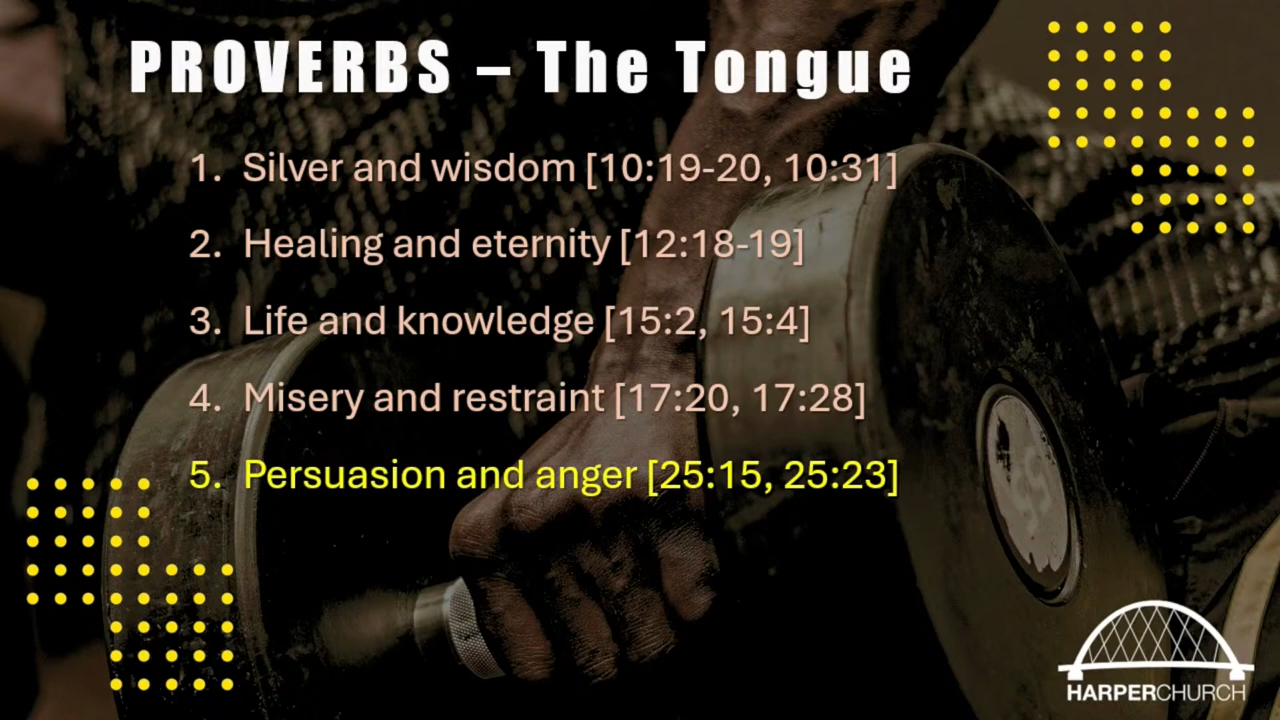 PROVERBS – The Tongue
1. Silver and wisdom [10:19-20, 10:31]
2. Healing and eternity [12:18-19]
3. Life and knowledge [15:2, 15:4]
4. Misery and restraint [17:20, 17:28]
5. Persuasion and anger [25:15, 25:23]
HARPERCHURCH